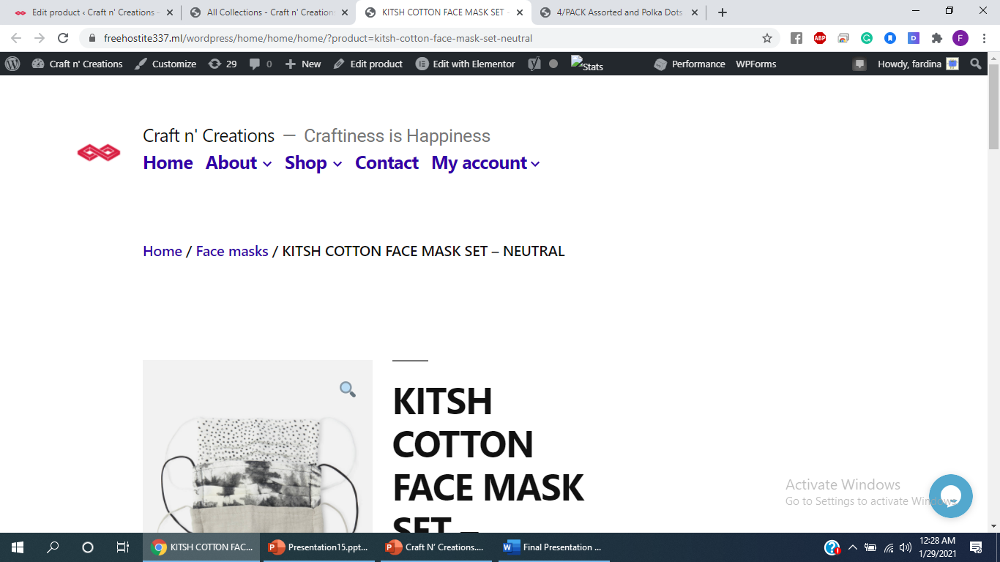 Edit product ‹ Craft n' Creations –
All Collections - Craft n' Creations
KITSH COTTON FACE MASK SET –
4/PACK Assorted and Polka Dots
freehostite337.ml/wordpress/home/home/home/?product=kitsh-cotton-face-mask-set-neutral
ABP
F
Craft n' Creations
Customize
29
0
New
Edit product
Edit with Elementor
Stats
Performance
WPForms
Howdy, fardina
Craft n' Creations — Craftiness is Happiness
Home About Shop Contact My account
Home / Face masks / KITSH COTTON FACE MASK SET – NEUTRAL
KITSH
COTTON
FACE MASK
SET –
Activate Windows
Go to Settings to activate Windows.
KITSH COTTON FAC...
Presentation15.ppt...
Craft N' Creations....
Final Presentation ...
12:28 AM
1/29/2021